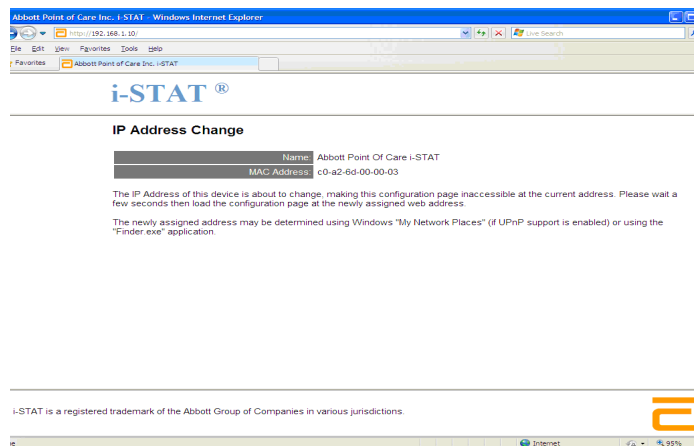 Abbott Point of Care Inc. i-STAT - Windows Internet Explorer
http://192.168.1.10/
Live Search
File Edit View Favorites Tools Help
Favorites Abbott Point of Care Inc. i-STAT
i-STAT ®
IP Address Change
Name: Abbott Point Of Care i-STAT
MAC Address: c0-a2-6d-00-00-03
The IP Address of this device is about to change, making this configuration page inaccessible at the current address. Please wait a
few seconds then load the configuration page at the newly assigned web address.
The newly assigned address may be determined using Windows "My Network Places" (if UPnP support is enabled) or using the
"Finder.exe" application.
i-STAT is a registered trademark of the Abbott Group of Companies in various jurisdictions.
Internet 95%